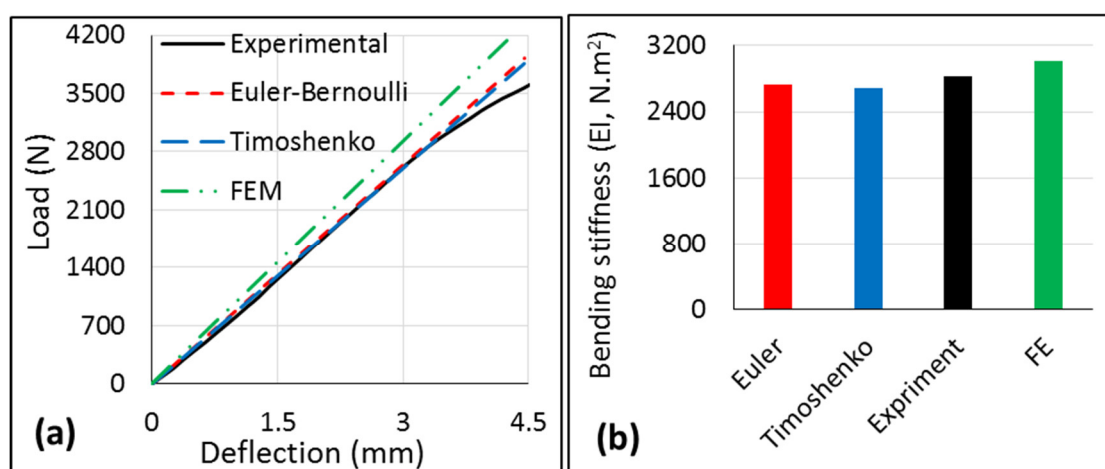 4200
3500
2800
2100
1400
700
0
Load (N)
Experimental
Euler-Bernoulli
Timoshenko
FEM
0
1.5
3
4.5
Deflection (mm)
(a)
3200
2400
1600
800
0
Bending stiffness (EI, N.m²)
Euler
Timoshenko
Expriment
FE
(b)